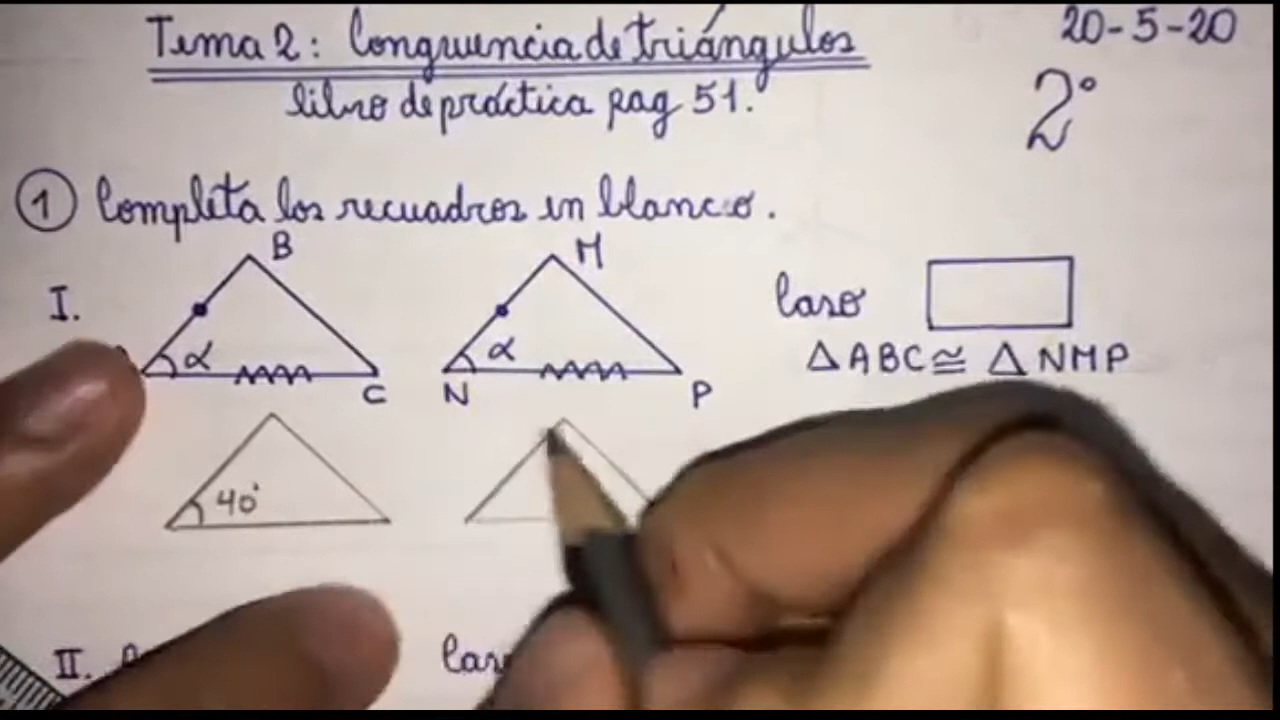 Tema 2: Congruencia de triángulos
20-5-20
libro de práctica pag 51.
2°
1 Completa los recuadros en blanco.
B
M
I.
α
α
Caso
C
N
P
△ABC ≅ △NMP
40°
II.